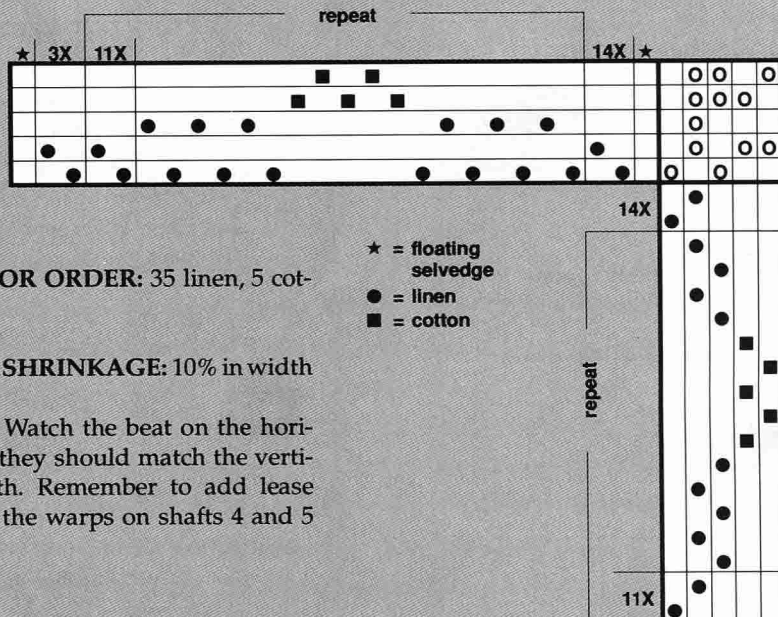 repeat
★ 3X 11X 14X ★
14X
★ = floating
selvedge
● = linen
■ = cotton
OR ORDER: 35 linen, 5 cot-
SHRINKAGE: 10% in width
Watch the beat on the hori-
they should match the verti-
th. Remember to add lease
the warps on shafts 4 and 5
repeat
11X